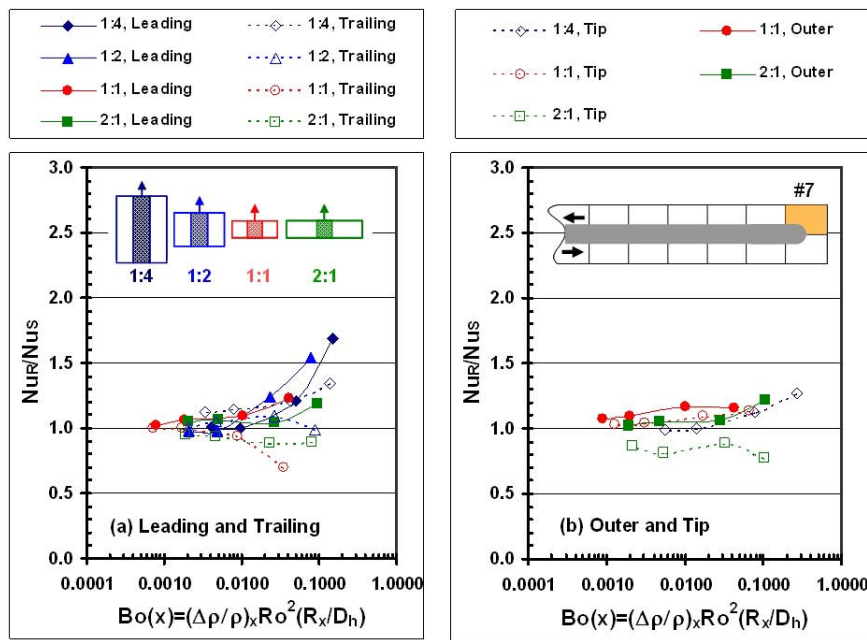 1:4, Leading 1:4, Trailing
1:2, Leading 1:2, Trailing
1:1, Leading 1:1, Trailing
2:1, Leading 2:1, Trailing
1:4, Tip 1:1, Outer
1:1, Tip 2:1, Outer
2:1, Tip
3.0
2.5
2.0
1.5
1.0
0.5
0.0
NuR/NuS
1:4 1:2 1:1 2:1
(a) Leading and Trailing
0.0001 0.0010 0.0100 0.1000 1.0000
Bo(x)=(Δρ/ρ)ₓRo²(Rₓ/Dₕ)
3.0
2.5
2.0
1.5
1.0
0.5
0.0
NuR/NuS
#7
(b) Outer and Tip
0.0001 0.0010 0.0100 0.1000 1.0000
Bo(x)=(Δρ/ρ)ₓRo²(Rₓ/Dₕ)